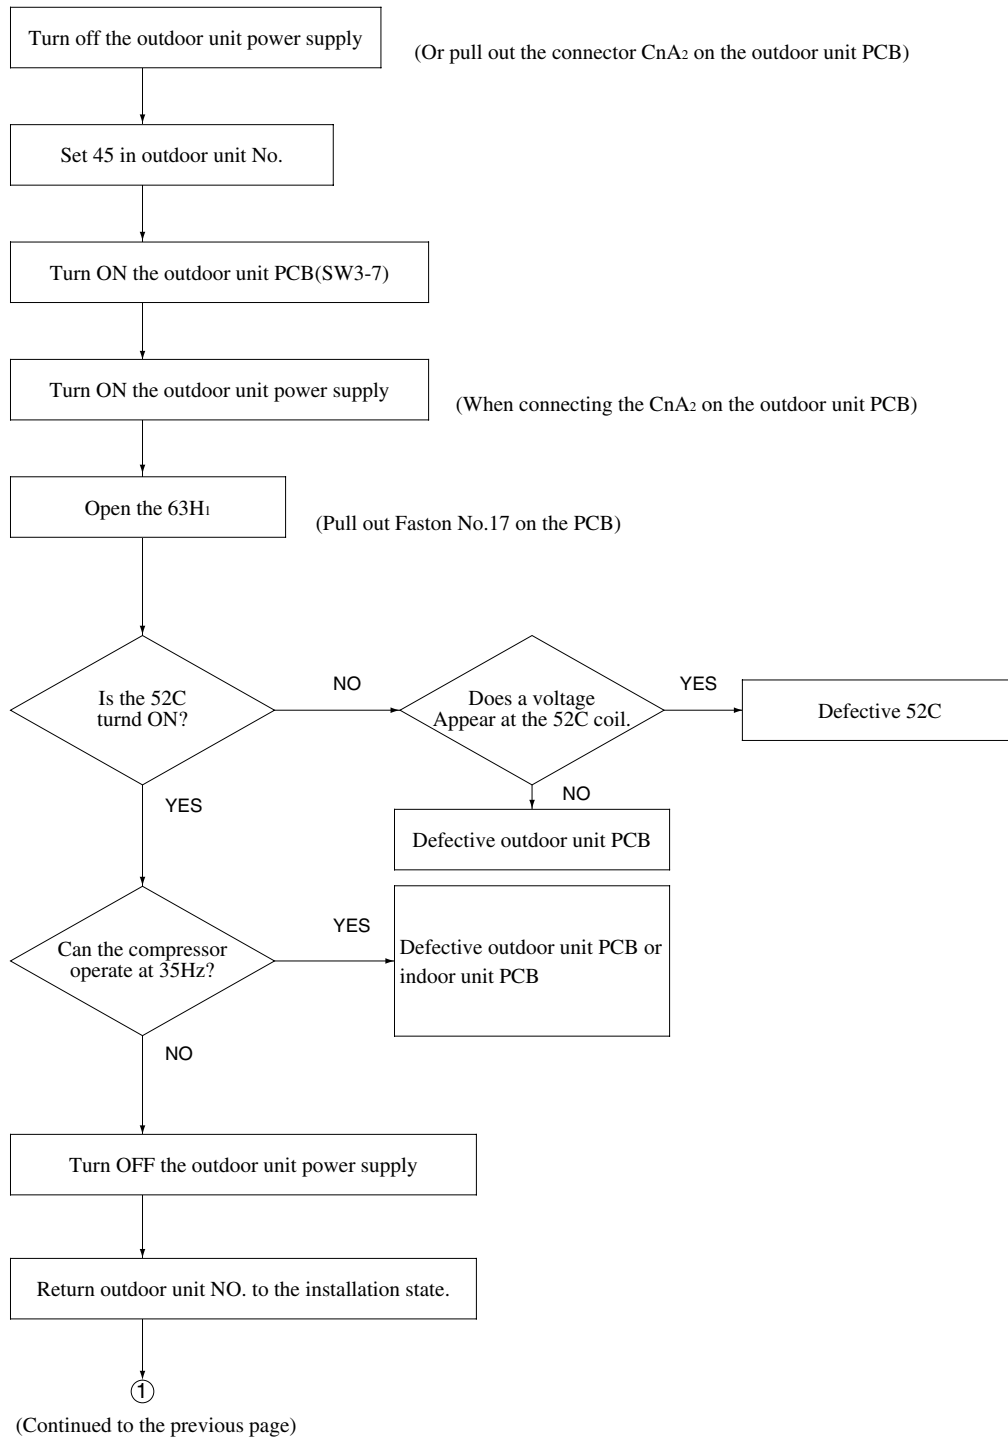 Turn off the outdoor unit power supply
(Or pull out the connector CnA2 on the outdoor unit PCB)
Set 45 in outdoor unit No.
Turn ON the outdoor unit PCB(SW3-7)
Turn ON the outdoor unit power supply
(When connecting the CnA2 on the outdoor unit PCB)
Open the 63H1
(Pull out Faston No.17 on the PCB)
Is the 52C
turnd ON?
NO
Does a voltage
Appear at the 52C coil.
YES
Defective 52C
NO
Defective outdoor unit PCB
YES
Can the compressor
operate at 35Hz?
YES
Defective outdoor unit PCB or
indoor unit PCB
NO
Turn OFF the outdoor unit power supply
Return outdoor unit NO. to the installation state.
①
(Continued to the previous page)